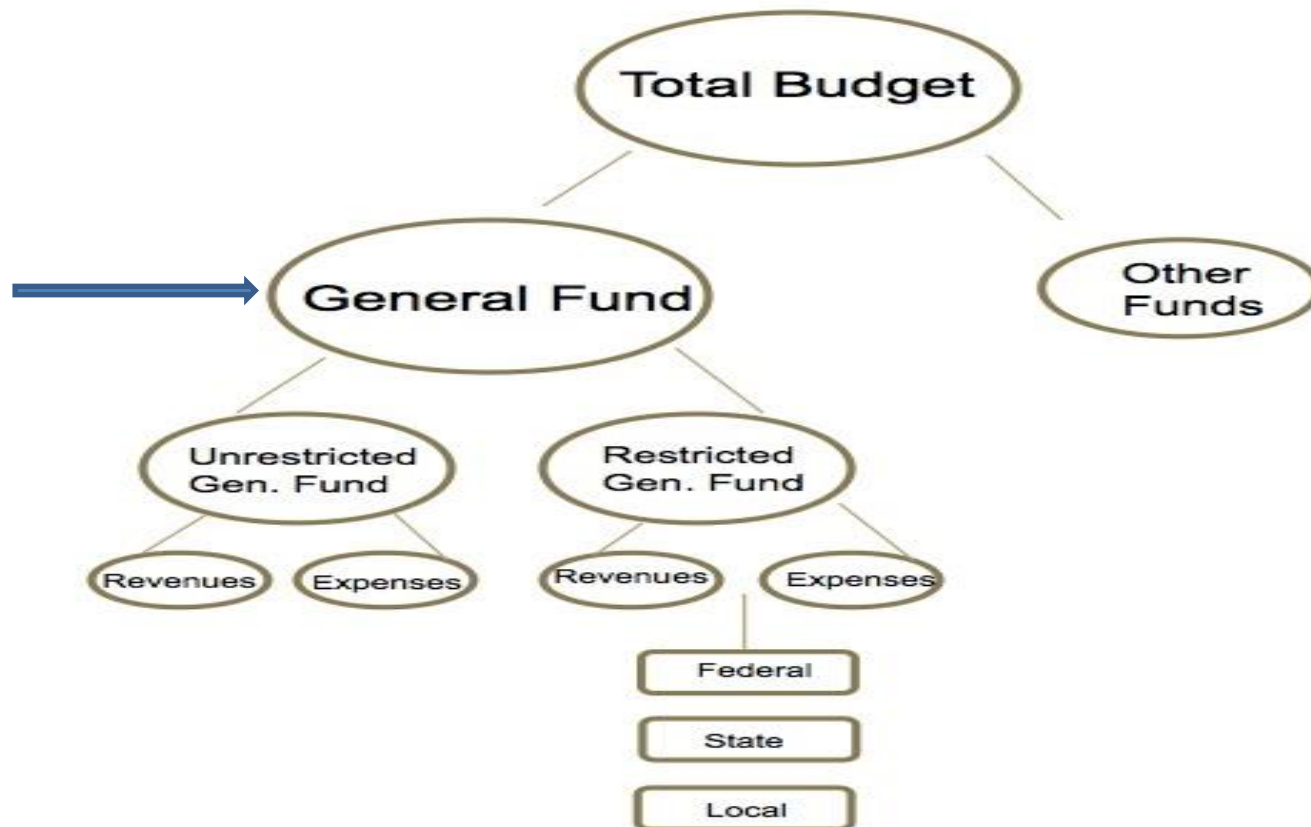 Total Budget
General Fund
Other
Funds
Unrestricted
Gen. Fund
Restricted
Gen. Fund
Revenues
Expenses
Revenues
Expenses
Federal
State
Local